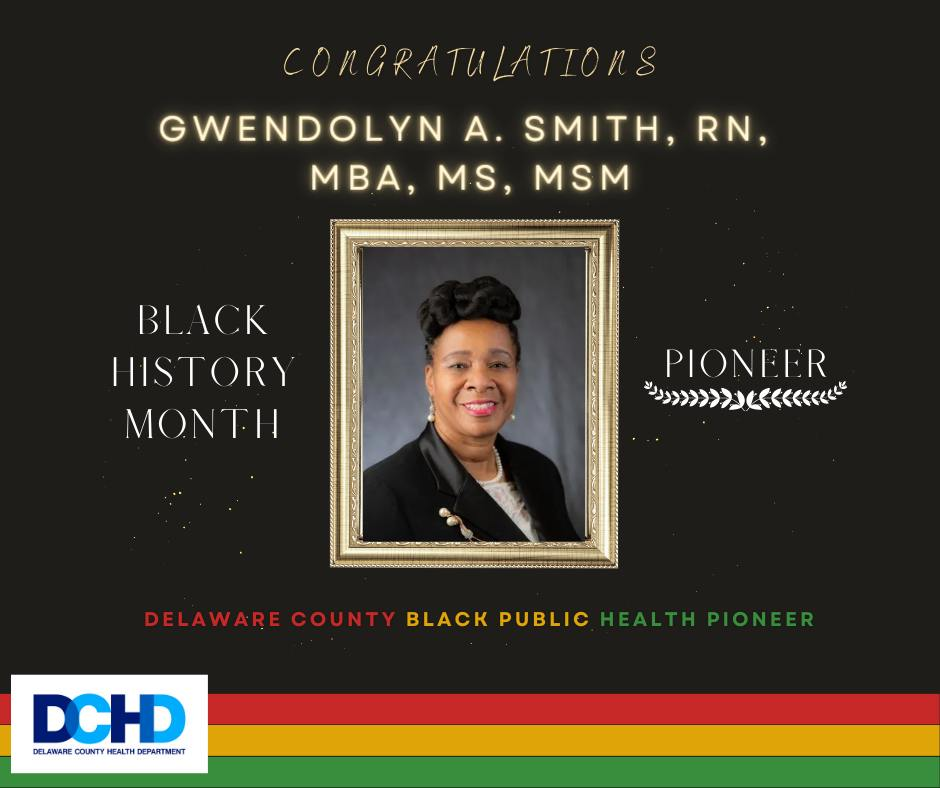 CONGRATULATIONS
GWENDOLYN A. SMITH, RN,
MBA, MS, MSM
BLACK
HISTORY
MONTH
PIONEER
DELAWARE COUNTY BLACK PUBLIC HEALTH PIONEER
DCHD
DELAWARE COUNTY HEALTH DEPARTMENT